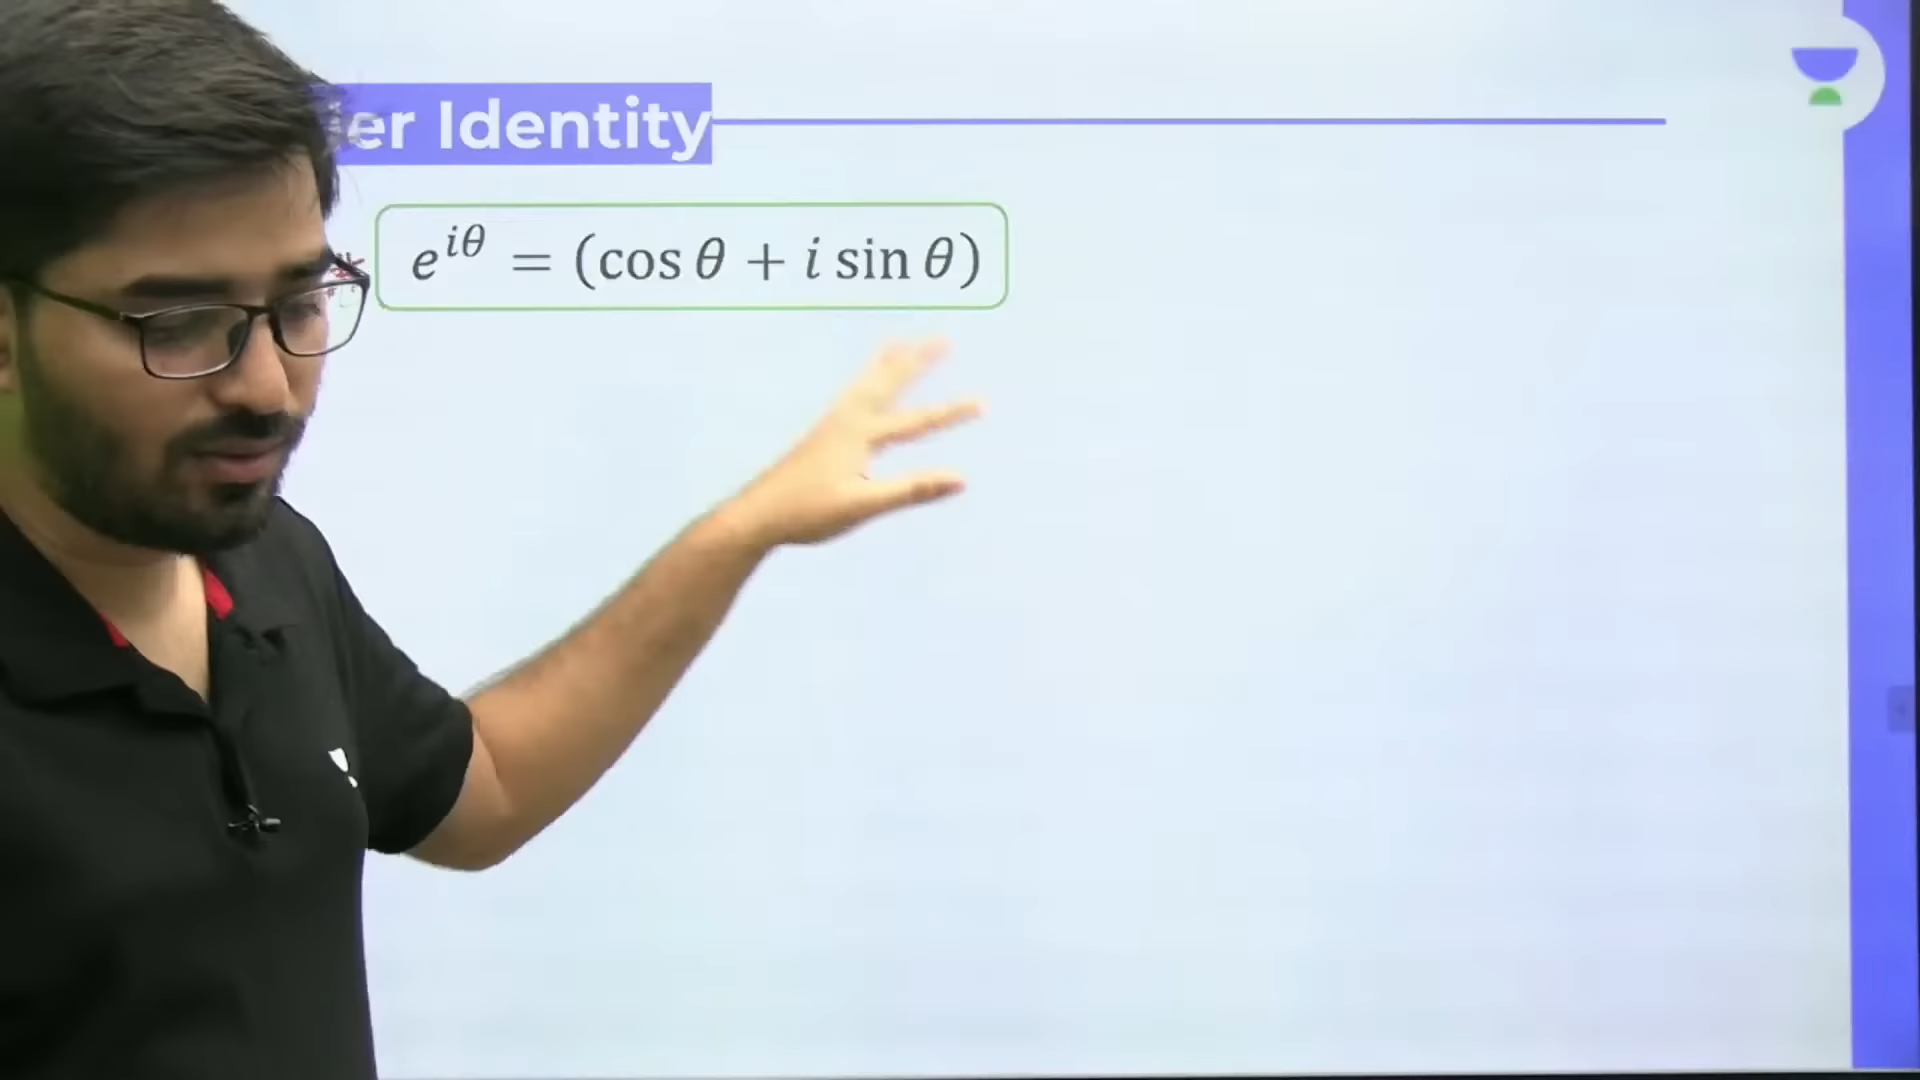 er Identity
e^{iθ} = (cos θ + i sin θ)